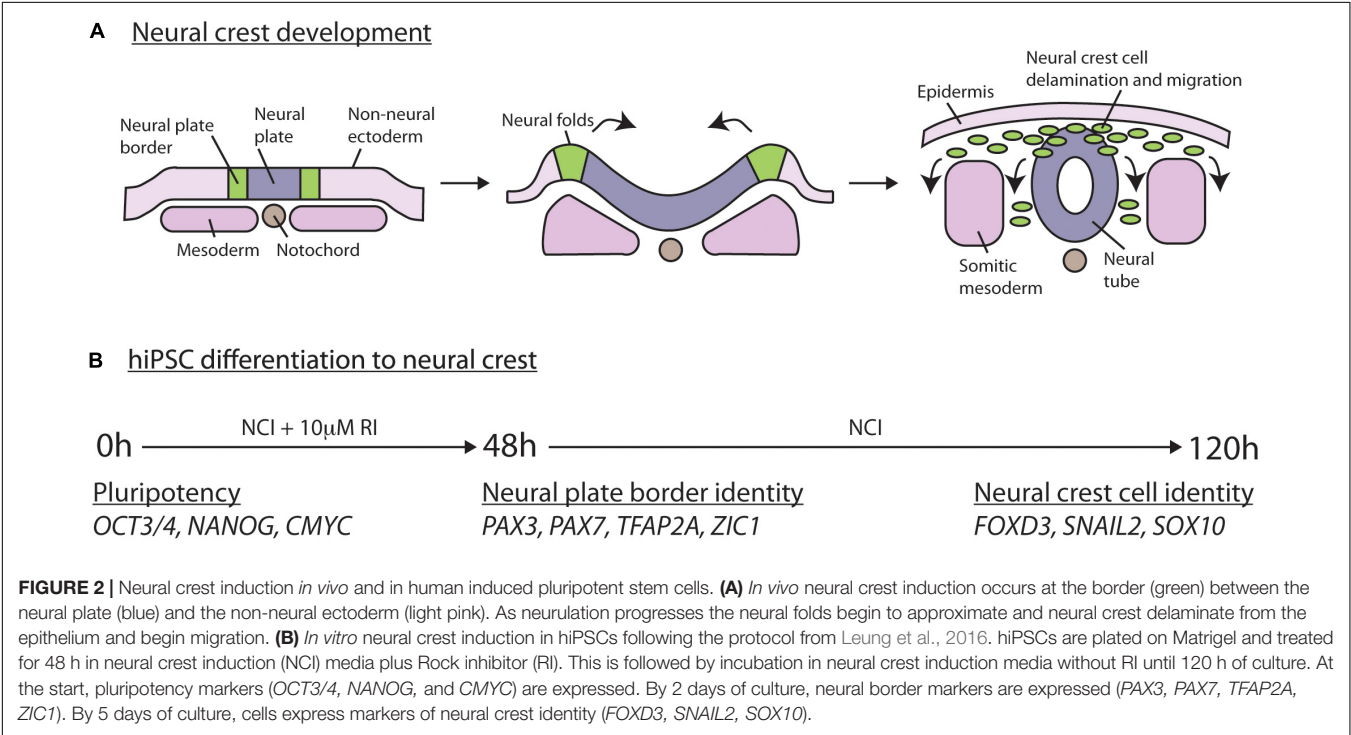 A Neural crest development
Neural plate
border
Neural
plate
Non-neural
ectoderm
Mesoderm
Notochord
Neural folds
Neural crest cell
delamination and migration
Epidermis
Somitic
mesoderm
Neural
tube
B hiPSC differentiation to neural crest
0h NCI + 10μM RI 48h NCI 120h
Pluripotency
OCT3/4, NANOG, CMYC
Neural plate border identity
PAX3, PAX7, TFAP2A, ZIC1
Neural crest cell identity
FOXD3, SNAIL2, SOX10
FIGURE 2 | Neural crest induction in vivo and in human induced pluripotent stem cells. (A) In vivo neural crest induction occurs at the border (green) between the
neural plate (blue) and the non-neural ectoderm (light pink). As neurulation progresses the neural folds begin to approximate and neural crest delaminate from the
epithelium and begin migration. (B) In vitro neural crest induction in hiPSCs following the protocol from Leung et al., 2016. hiPSCs are plated on Matrigel and treated
for 48 h in neural crest induction (NCI) media plus Rock inhibitor (RI). This is followed by incubation in neural crest induction media without RI until 120 h of culture. At
the start, pluripotency markers (OCT3/4, NANOG, and CMYC) are expressed. By 2 days of culture, neural border markers are expressed (PAX3, PAX7, TFAP2A,
ZIC1). By 5 days of culture, cells express markers of neural crest identity (FOXD3, SNAIL2, SOX10).